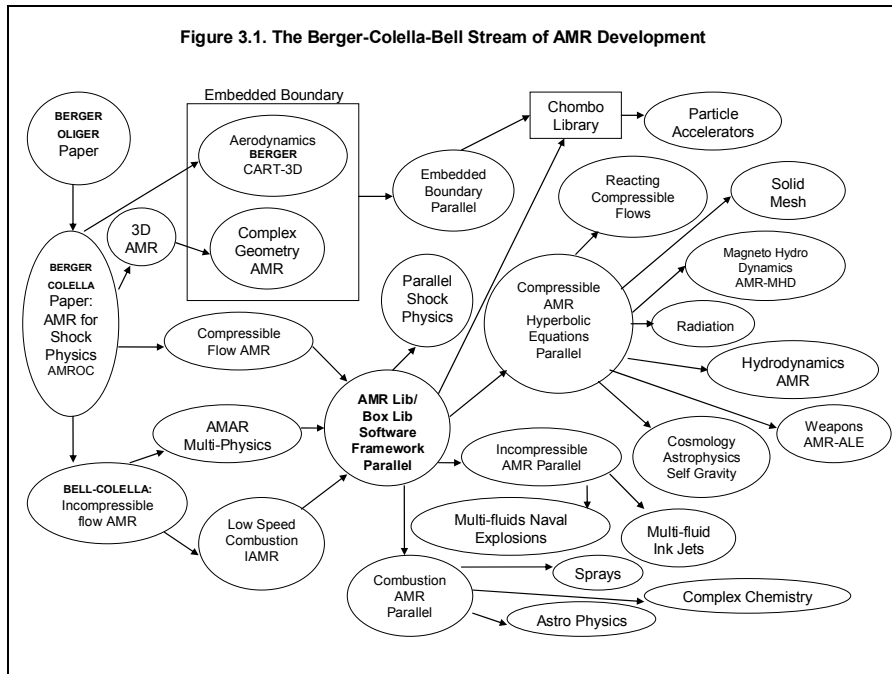 Figure 3.1. The Berger-Colella-Bell Stream of AMR Development
BERGER
OLIGER
Paper
Embedded Boundary
Aerodynamics
BERGER
CART-3D
Complex
Geometry
AMR
3D
AMR
BERGER
COLELLA
Paper:
AMR for
Shock
Physics
AMROC
Embedded
Boundary
Parallel
Chombo
Library
Particle
Accelerators
Reacting
Compressible
Flows
Solid
Mesh
Magneto Hydro
Dynamics
AMR-MHD
Radiation
Hydrodynamics
AMR
Weapons
AMR-ALE
Cosmology
Astrophysics
Self Gravity
Compressible
AMR
Hyperbolic
Equations
Parallel
Parallel
Shock
Physics
Compressible
Flow AMR
AMAR
Multi-Physics
AMR Lib/
Box Lib
Software
Framework
Parallel
BELL-COLELLA:
Incompressible
flow AMR
Low Speed
Combustion
IAMR
Incompressible
AMR Parallel
Multi-fluids Naval
Explosions
Multi-fluid
Ink Jets
Combustion
AMR
Parallel
Sprays
Complex Chemistry
Astro Physics